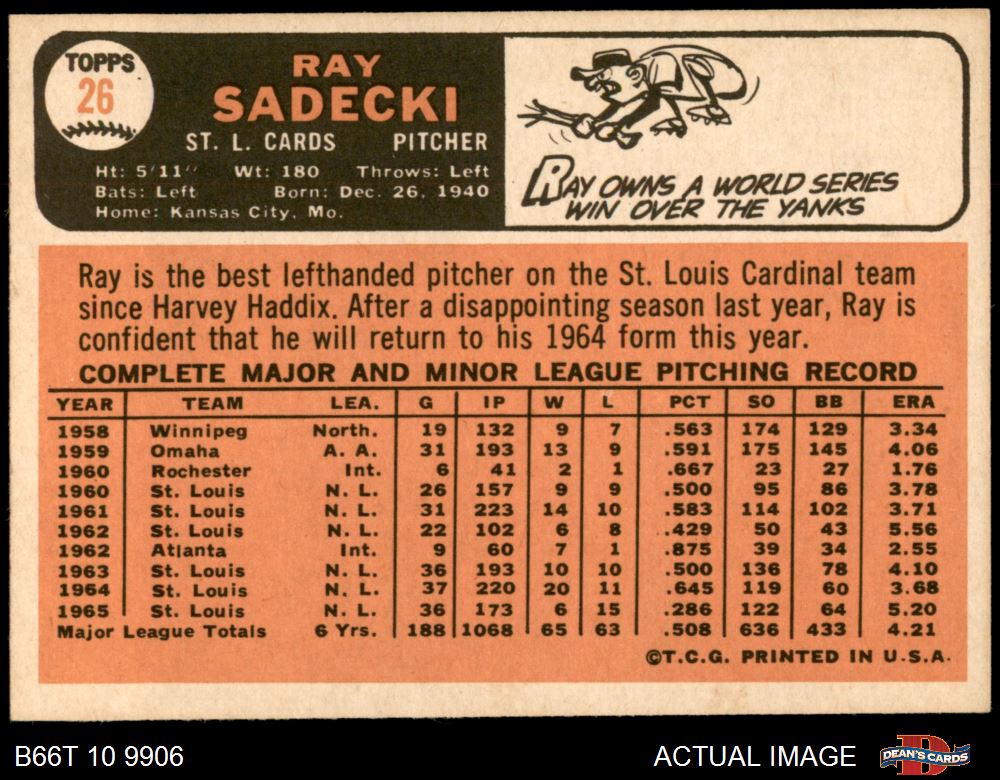 TOPPS
26
RAY
SADECKI
ST. L. CARDS PITCHER
Ht: 5'11" Wt: 180 Throws: Left
Bats: Left Born: Dec. 26, 1940
Home: Kansas City, Mo.
RAY OWNS A WORLD SERIES
WIN OVER THE YANKS
Ray is the best lefthanded pitcher on the St. Louis Cardinal team
since Harvey Haddix. After a disappointing season last year, Ray is
confident that he will return to his 1964 form this year.
COMPLETE MAJOR AND MINOR LEAGUE PITCHING RECORD
YEAR TEAM LEA. G IP W L PCT SO BB ERA
1958 Winnipeg North. 19 132 9 7 .563 174 129 3.34
1959 Omaha A. A. 31 193 13 9 .591 175 145 4.06
1960 Rochester Int. 6 41 2 1 .667 23 27 1.76
1960 St. Louis N. L. 26 157 9 9 .500 95 86 3.78
1961 St. Louis N. L. 31 223 14 10 .583 114 102 3.71
1962 St. Louis N. L. 22 102 6 8 .429 50 43 5.56
1962 Atlanta Int. 9 60 7 1 .875 39 34 2.55
1963 St. Louis N. L. 36 193 10 10 .500 136 78 4.10
1964 St. Louis N. L. 37 220 20 11 .645 119 60 3.68
1965 St. Louis N. L. 36 173 6 15 .286 122 64 5.20
Major League Totals 6 Yrs. 188 1068 65 63 .508 636 433 4.21
©T.C.G. PRINTED IN U.S.A.
B66T 10 9906 ACTUAL IMAGE DEAN'S CARDS